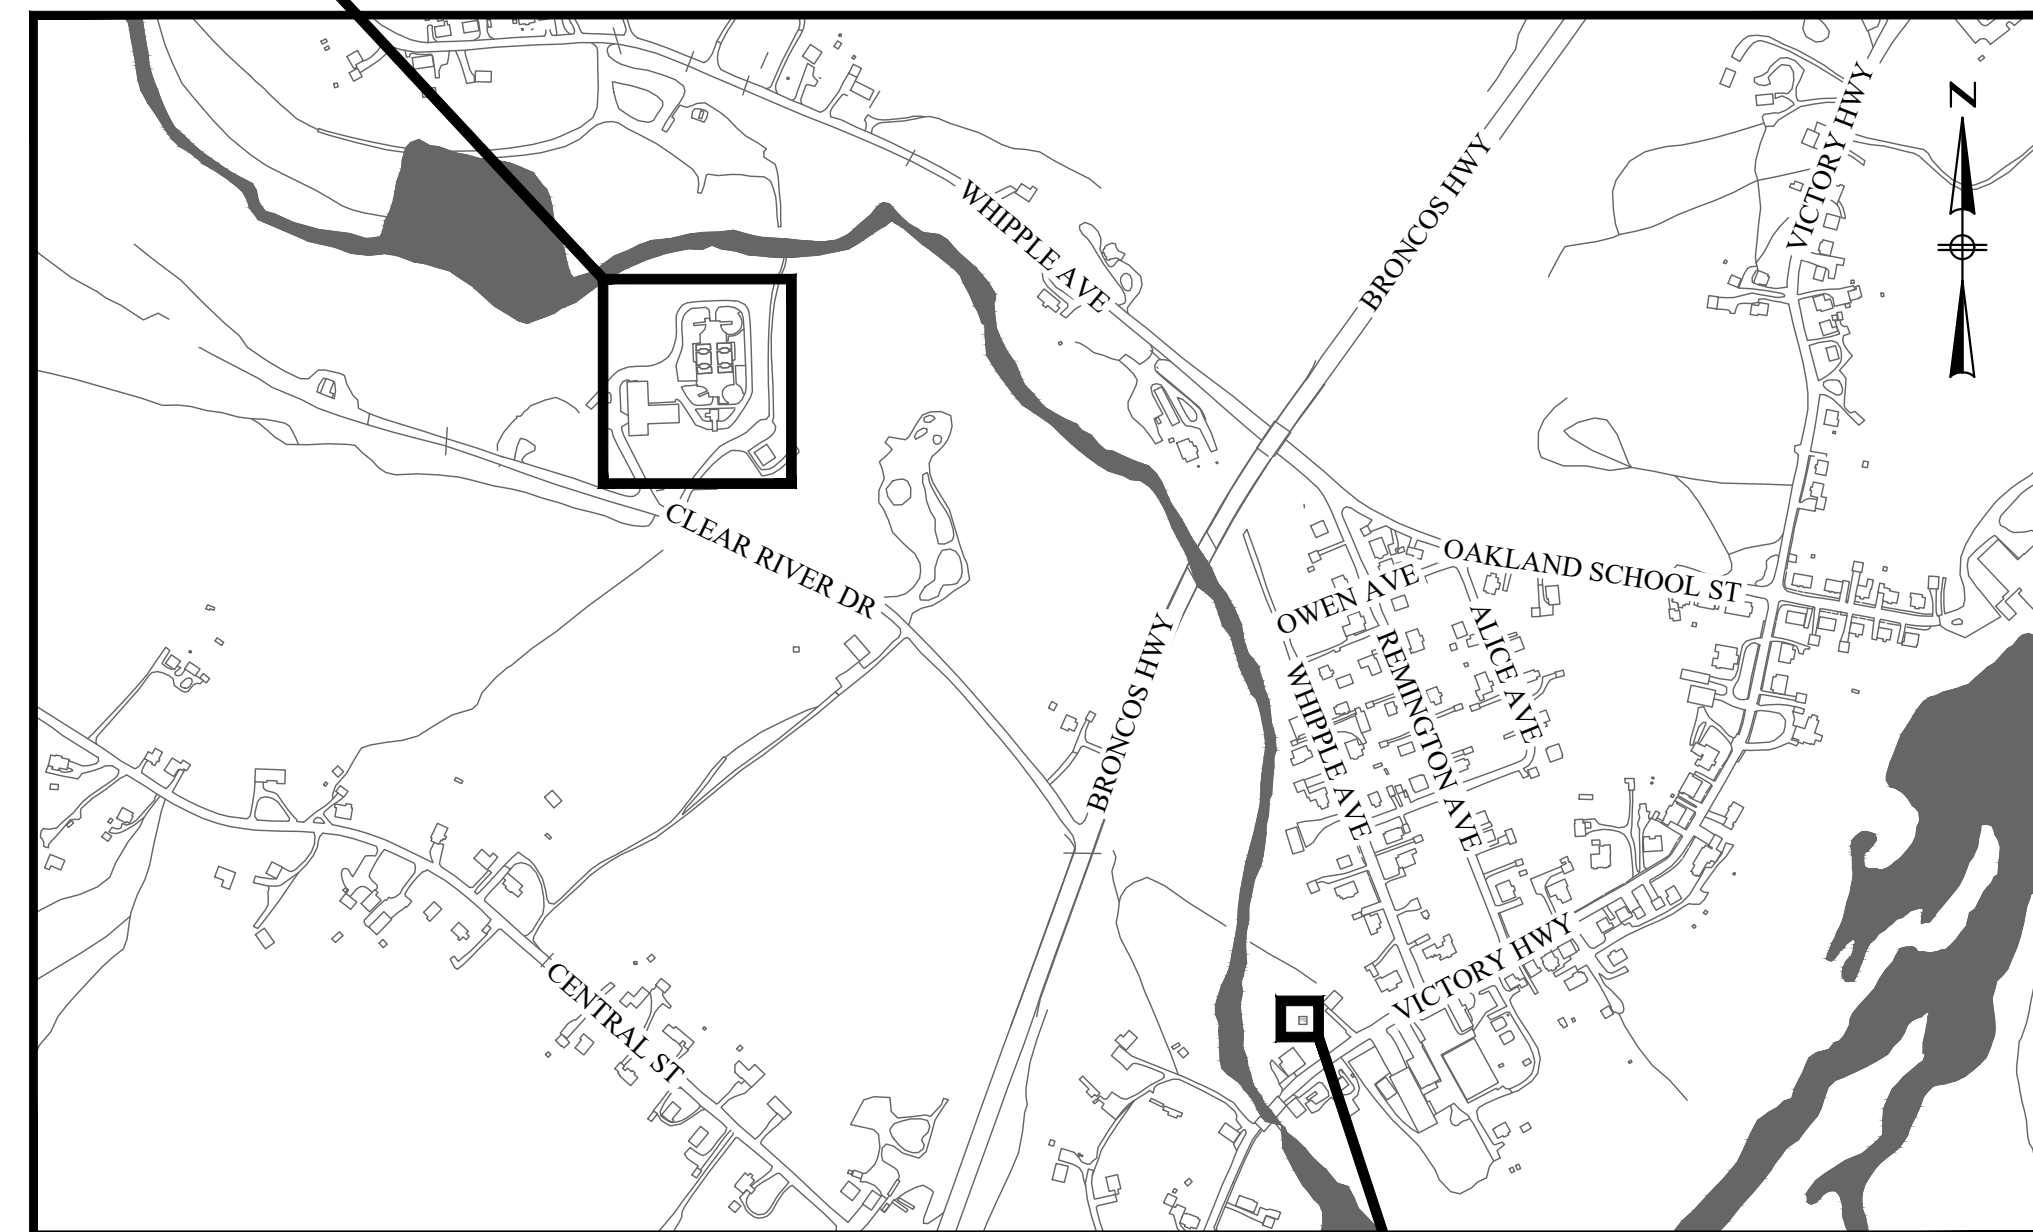 VICTORY HWY
N
WHIPPLE AVE
BRONCOS HWY
CLEAR RIVER DR
OAKLAND SCHOOL ST
OWEN AVE
ALICE AVE
REMINGTON AVE
WHIPPLE AVE
BRONCOS HWY
VICTORY HWY
CENTRAL ST